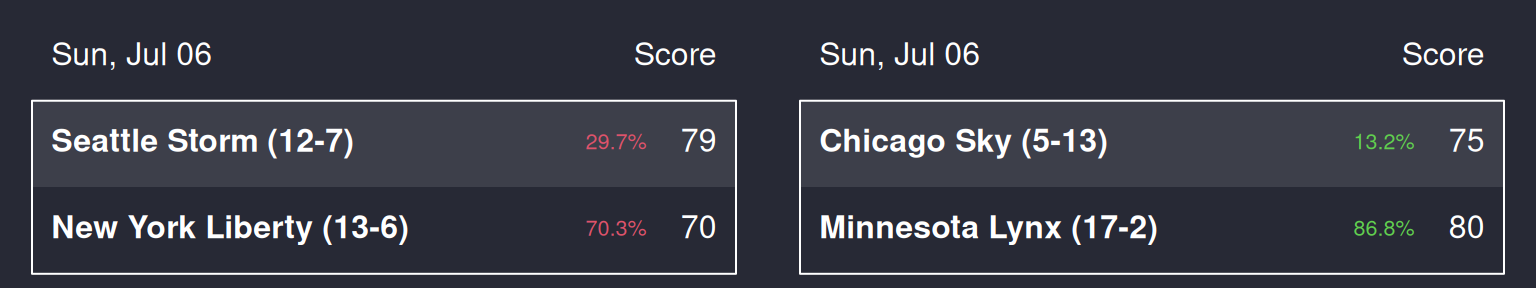 Sun, Jul 06 Score
Seattle Storm (12-7) 29.7% 79
New York Liberty (13-6) 70.3% 70
Sun, Jul 06 Score
Chicago Sky (5-13) 13.2% 75
Minnesota Lynx (17-2) 86.8% 80